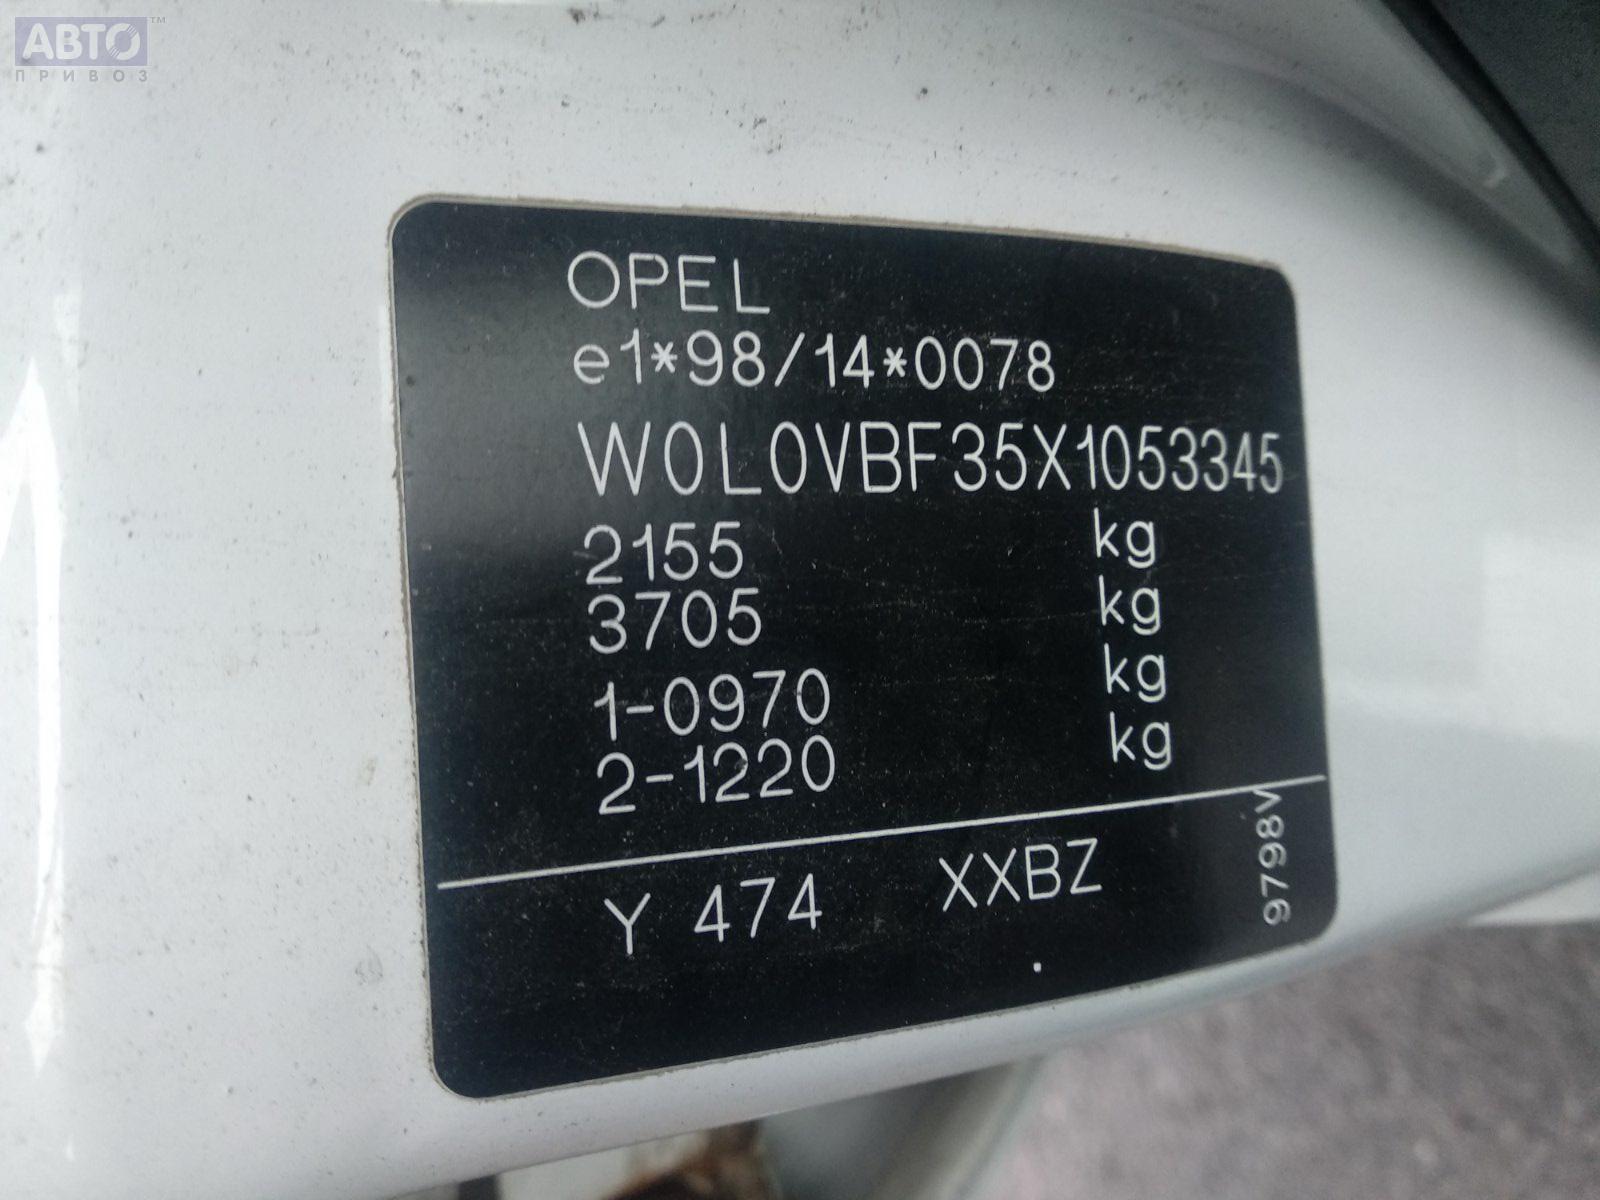 АВТО™
ПРИВОЗ
OPEL
e1*98/14*0078
W0L0VBF35X1053345
2155 kg
3705 kg
1-0970 kg
2-1220 kg
Y 474 XXBZ
9798V